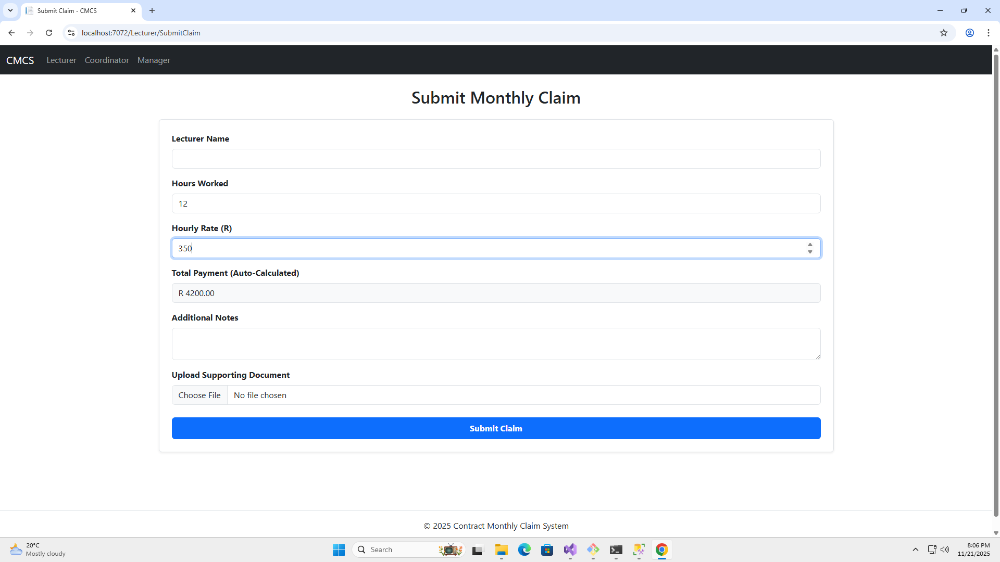 Submit Claim - CMCS
localhost:7072/Lecturer/SubmitClaim
CMCS Lecturer Coordinator Manager
Submit Monthly Claim
Lecturer Name
Hours Worked
12
Hourly Rate (R)
350
Total Payment (Auto-Calculated)
R 4200.00
Additional Notes
Upload Supporting Document
Choose File No file chosen
Submit Claim
© 2025 Contract Monthly Claim System
20°C
Mostly cloudy
Search
8:06 PM
11/21/2025